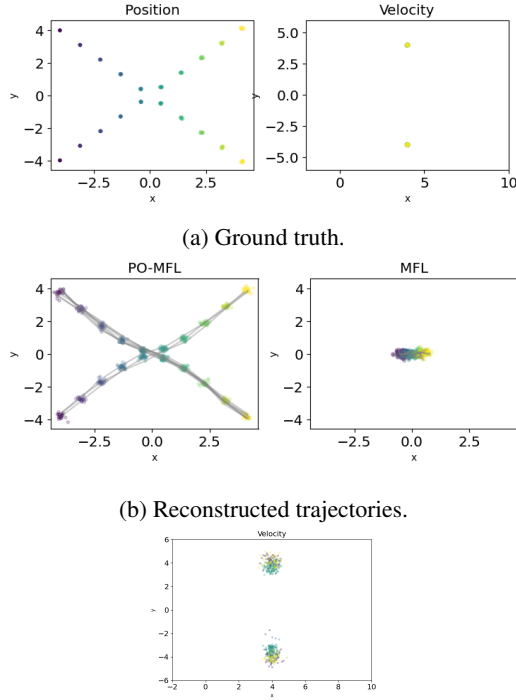 Position
Velocity
4
2
0
−2
−4
y
−2.5
0.0
2.5
x
5.0
2.5
0.0
−2.5
−5.0
y
0
5
10
x
(a) Ground truth.
PO-MFL
MFL
4
2
0
−2
−4
y
−2.5
0.0
2.5
x
4
2
0
−2
−4
y
−2.5
0.0
2.5
x
(b) Reconstructed trajectories.
Velocity
6
4
2
0
−2
−4
−6
y
−2
0
2
4
6
8
10
x